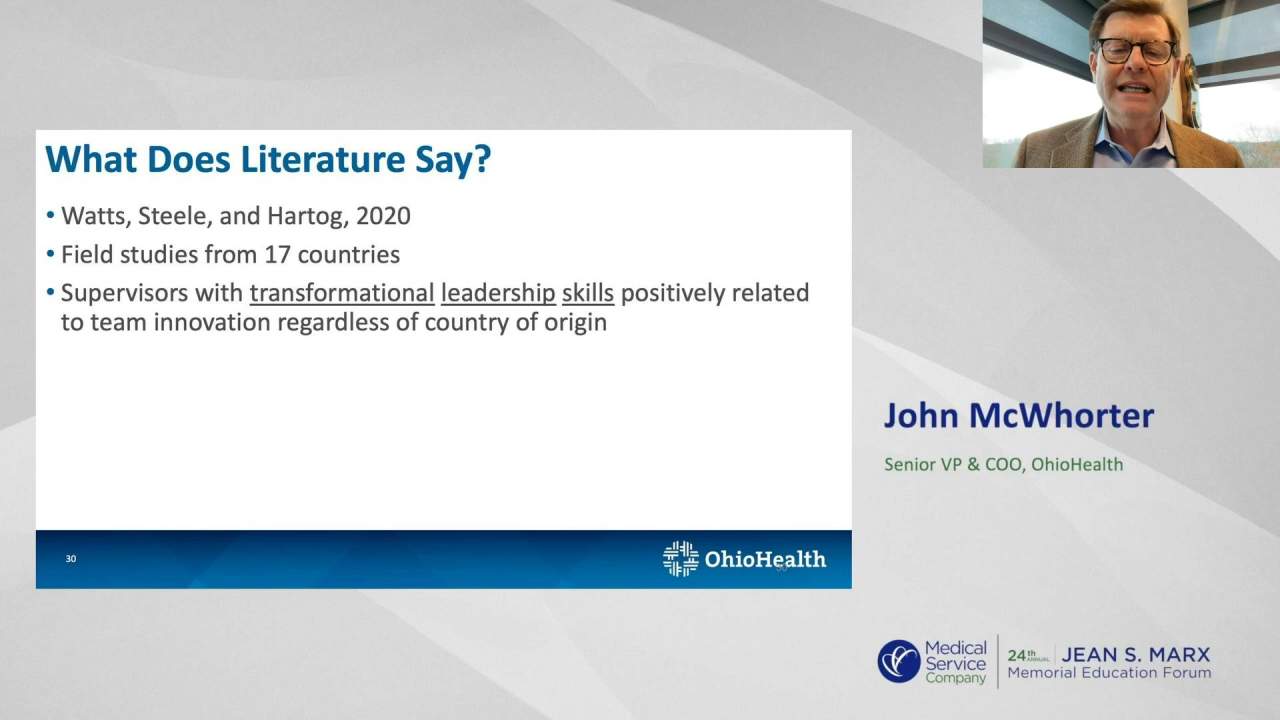 What Does Literature Say?
• Watts, Steele, and Hartog, 2020
• Field studies from 17 countries
• Supervisors with transformational leadership skills positively related
to team innovation regardless of country of origin
30
OhioHealth
30
John McWhorter
Senior VP & COO, OhioHealth
Medical
Service
Company
24th ANNUAL
JEAN S. MARX
Memorial Education Forum